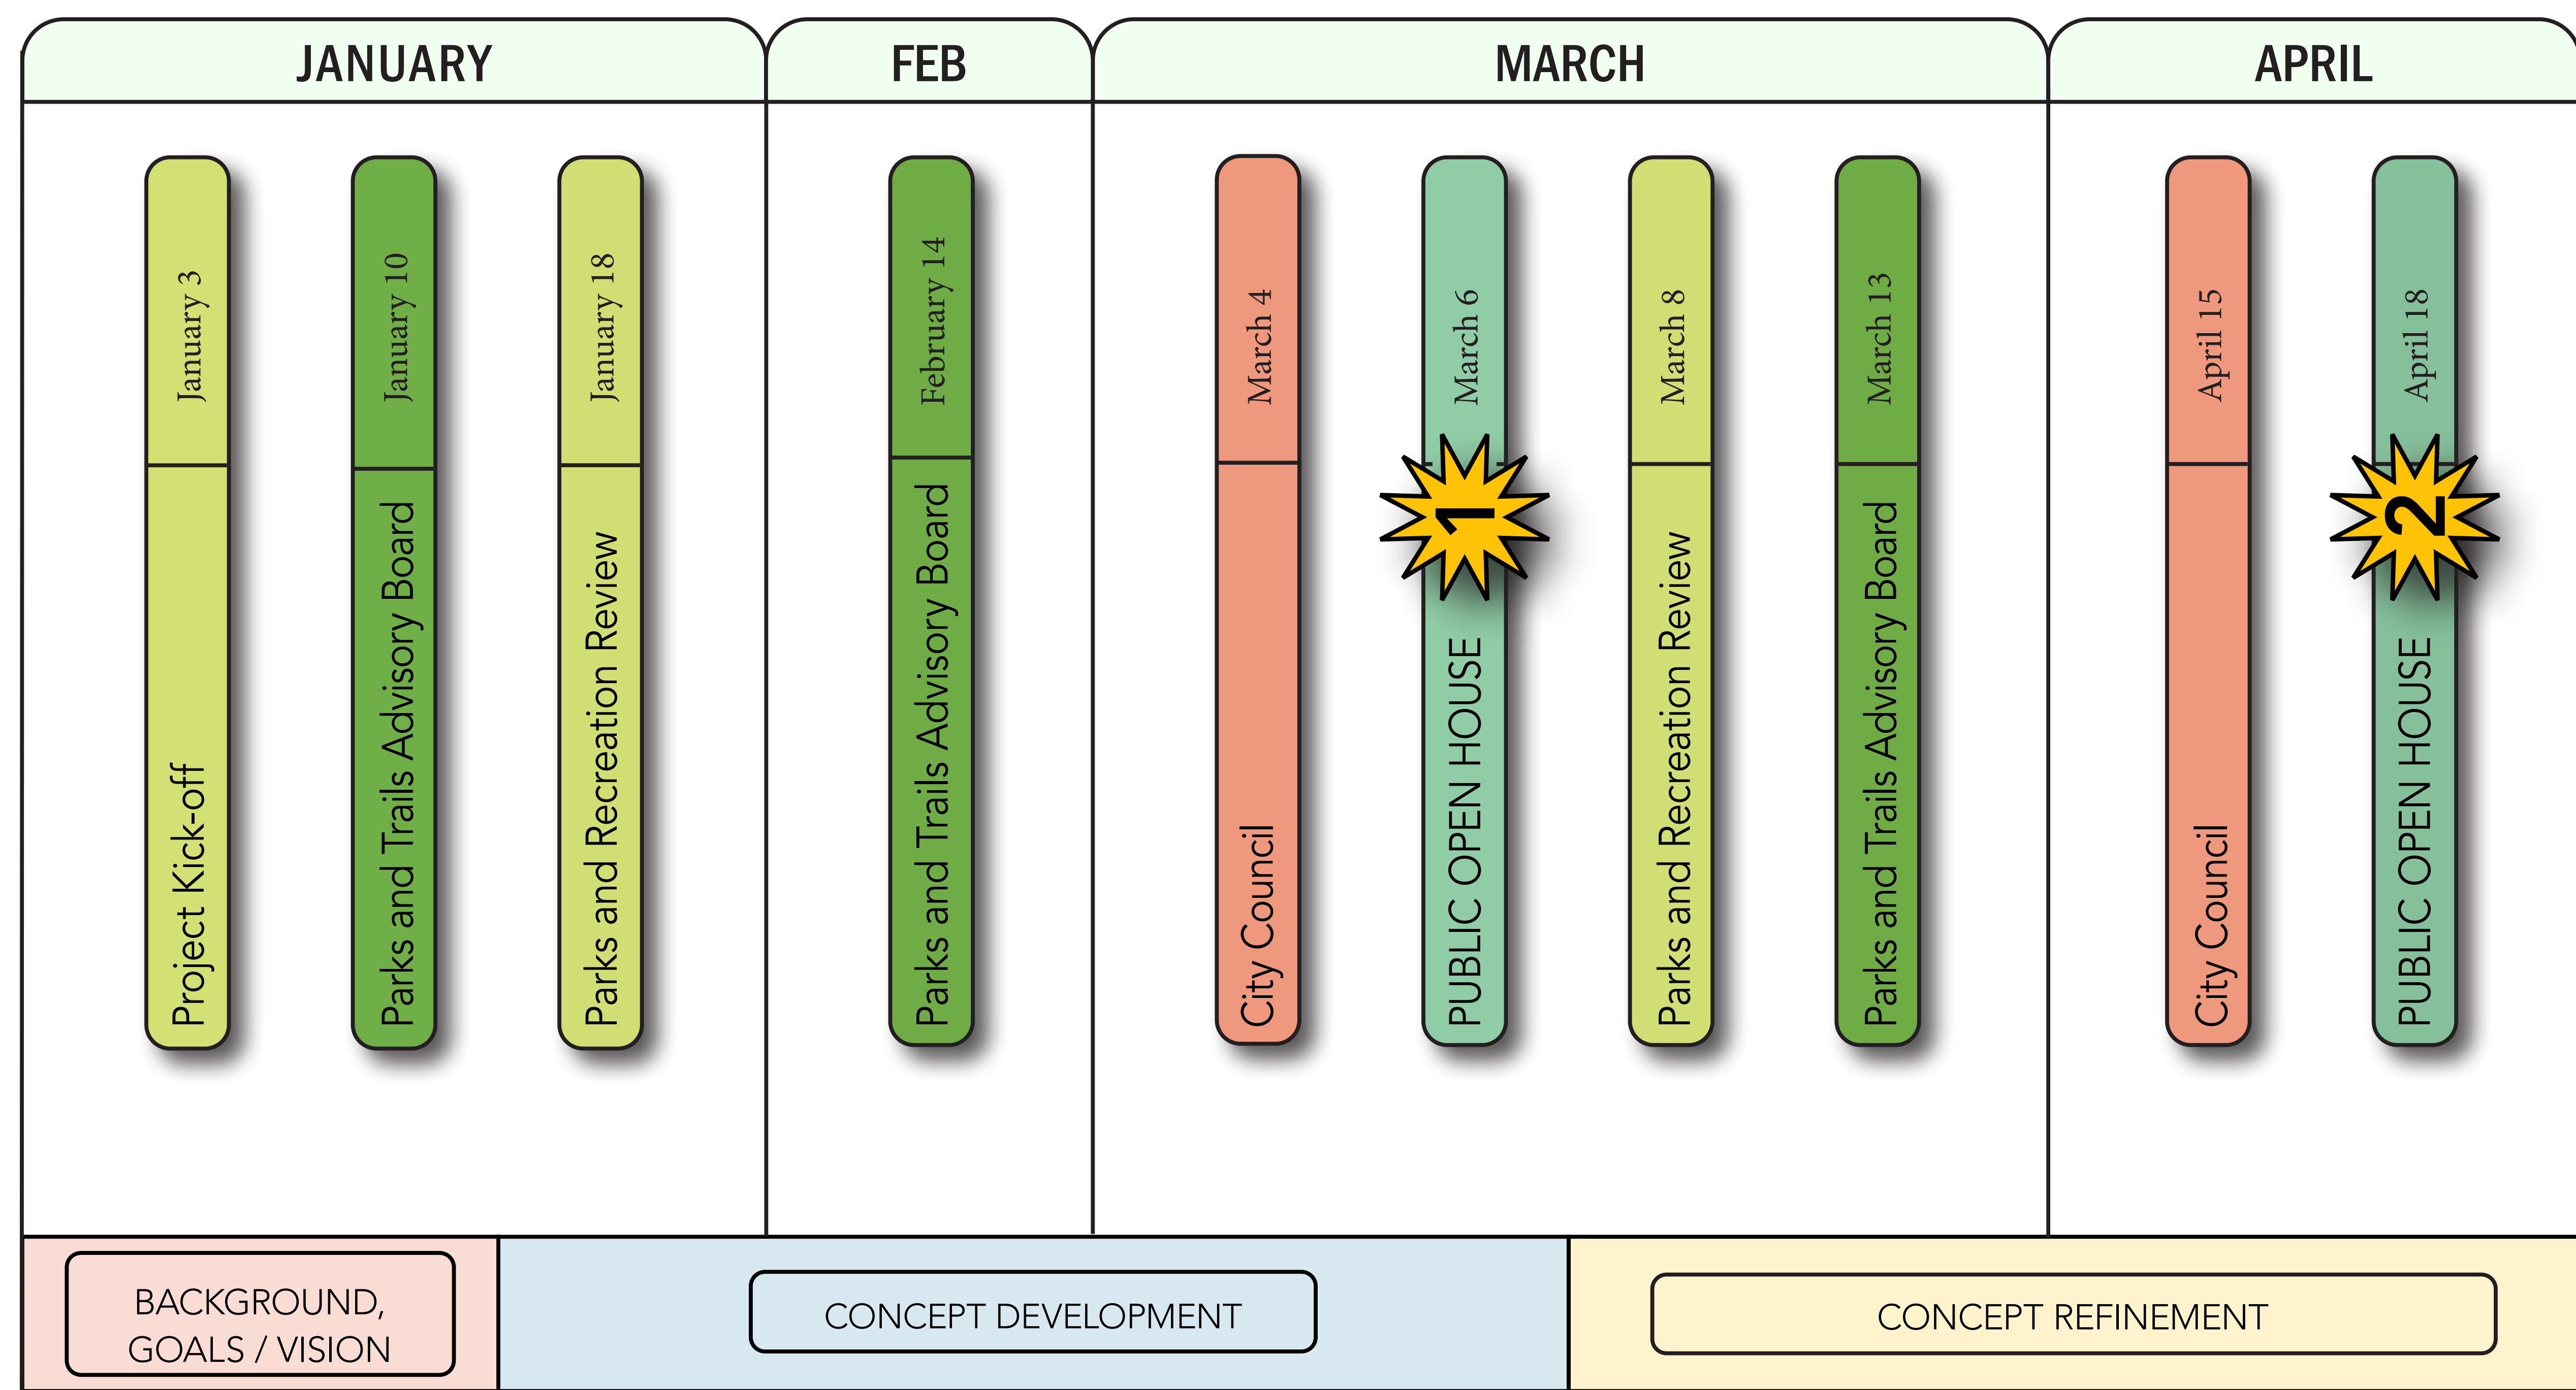 JANUARY
FEB
MARCH
APRIL
January 3
Project Kick-off
January 10
Parks and Trails Advisory Board
January 18
Parks and Recreation Review
February 14
Parks and Trails Advisory Board
March 4
City Council
March 6
1
PUBLIC OPEN HOUSE
March 8
Parks and Recreation Review
March 13
Parks and Trails Advisory Board
April 15
City Council
April 18
2
PUBLIC OPEN HOUSE
BACKGROUND,
GOALS / VISION
CONCEPT DEVELOPMENT
CONCEPT REFINEMENT